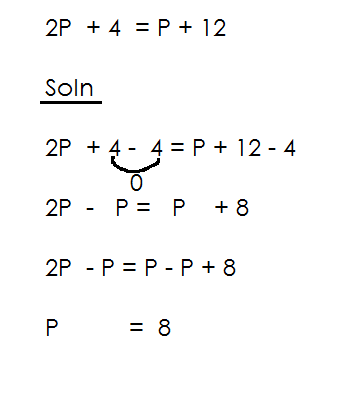 2P + 4 = P + 12
Soln
2P + 4 - 4 = P + 12 - 4
0
2P - P = P + 8
2P - P = P - P + 8
P = 8